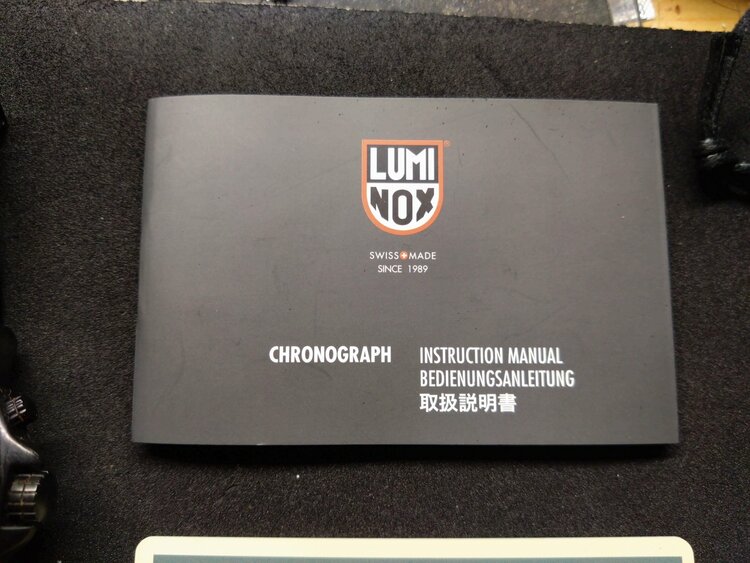 LUMI
NOX®
SWISS MADE
SINCE 1989
CHRONOGRAPH INSTRUCTION MANUAL
BEDIENUNGSANLEITUNG
取扱説明書